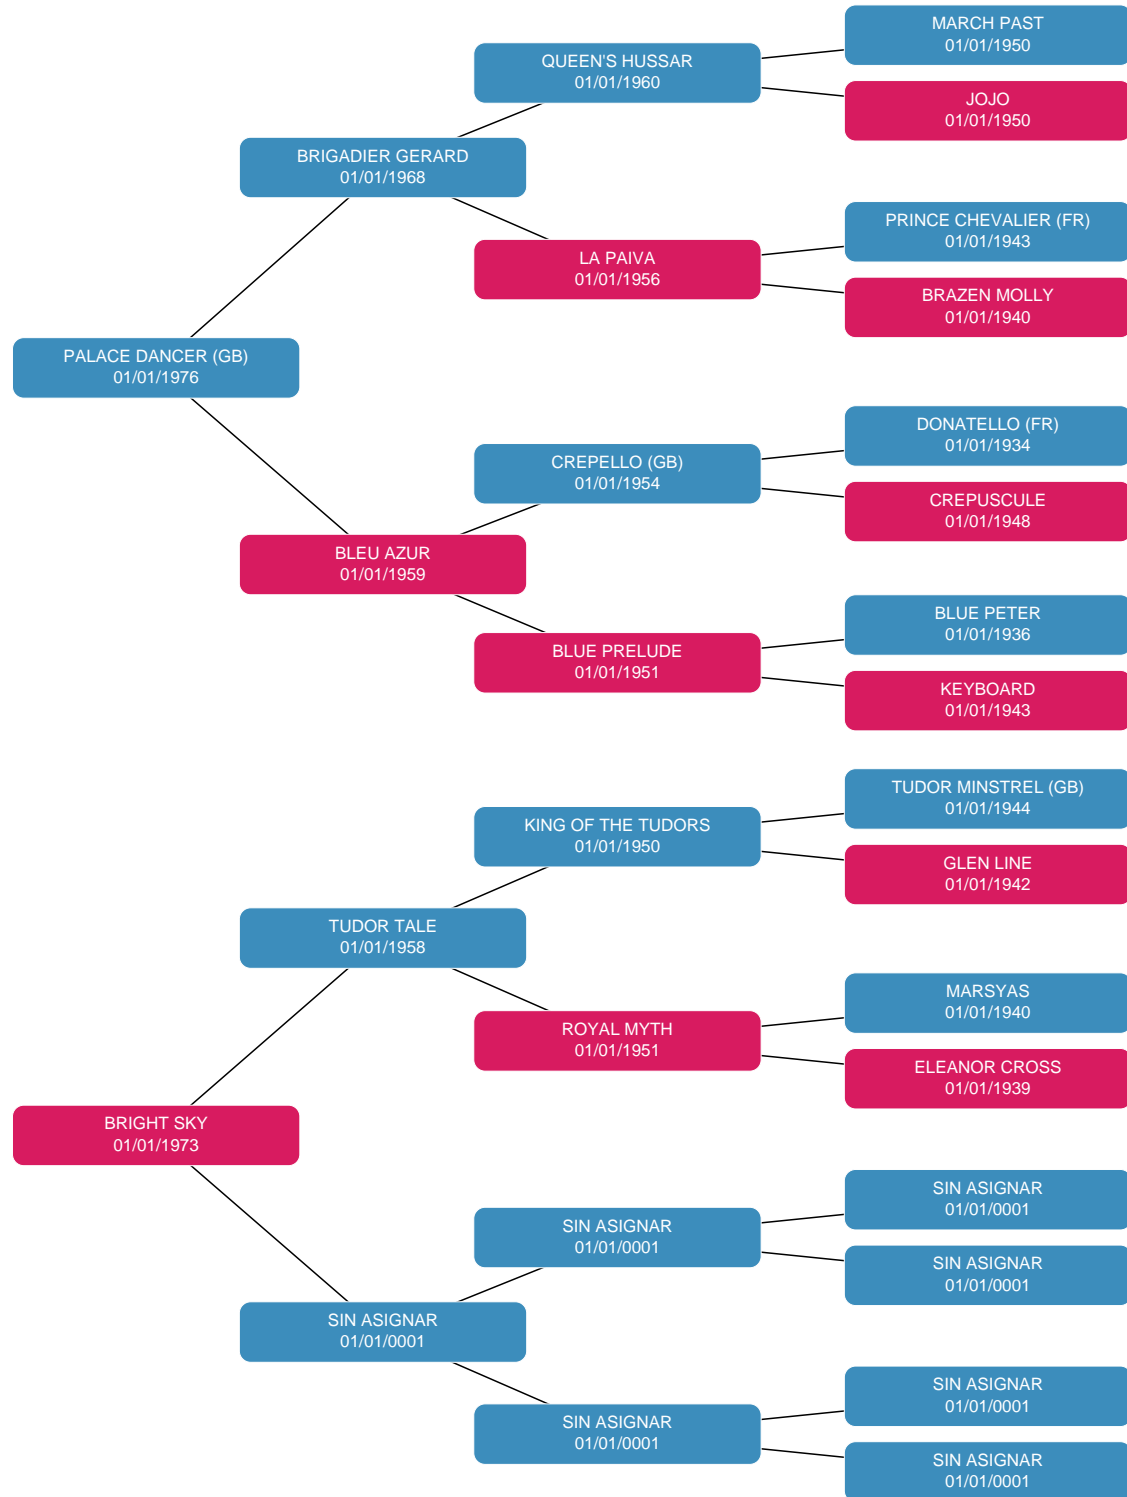 MARCH PAST
01/01/1950
QUEEN'S HUSSAR
01/01/1960
JOJO
01/01/1950
BRIGADIER GERARD
01/01/1968
PRINCE CHEVALIER (FR)
01/01/1943
LA PAIVA
01/01/1956
BRAZEN MOLLY
01/01/1940
PALACE DANCER (GB)
01/01/1976
DONATELLO (FR)
01/01/1934
CREPELLO (GB)
01/01/1954
CREPUSCULE
01/01/1948
BLEU AZUR
01/01/1959
BLUE PETER
01/01/1936
BLUE PRELUDE
01/01/1951
KEYBOARD
01/01/1943
TUDOR MINSTREL (GB)
01/01/1944
KING OF THE TUDORS
01/01/1950
GLEN LINE
01/01/1942
TUDOR TALE
01/01/1958
MARSYAS
01/01/1940
ROYAL MYTH
01/01/1951
ELEANOR CROSS
01/01/1939
BRIGHT SKY
01/01/1973
SIN ASIGNAR
01/01/0001
SIN ASIGNAR
01/01/0001
SIN ASIGNAR
01/01/0001
SIN ASIGNAR
01/01/0001
SIN ASIGNAR
01/01/0001
SIN ASIGNAR
01/01/0001
SIN ASIGNAR
01/01/0001